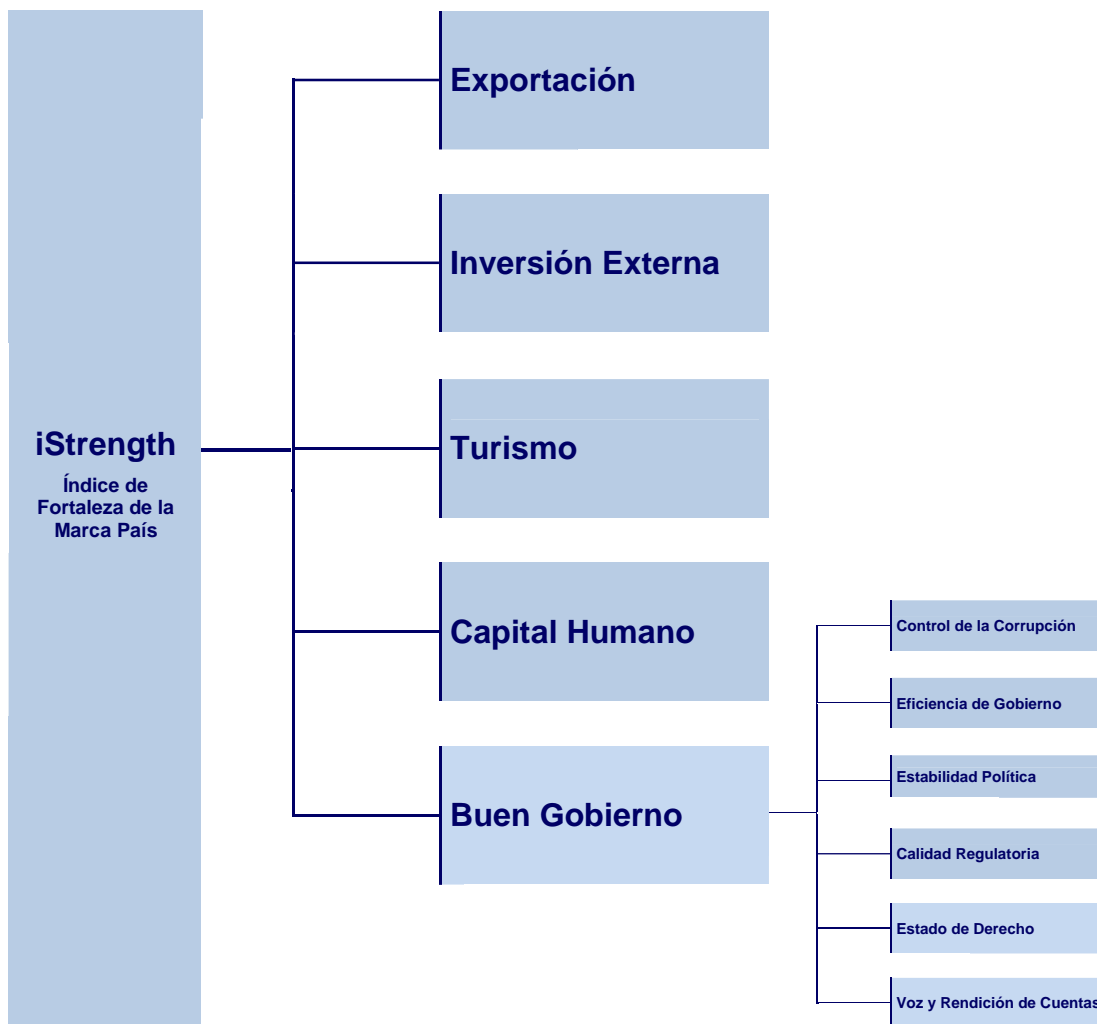 iStrength
Índice de
Fortaleza de la
Marca País
Exportación
Inversión Externa
Turismo
Capital Humano
Buen Gobierno
Control de la Corrupción
Eficiencia de Gobierno
Estabilidad Política
Calidad Regulatoria
Estado de Derecho
Voz y Rendición de Cuentas